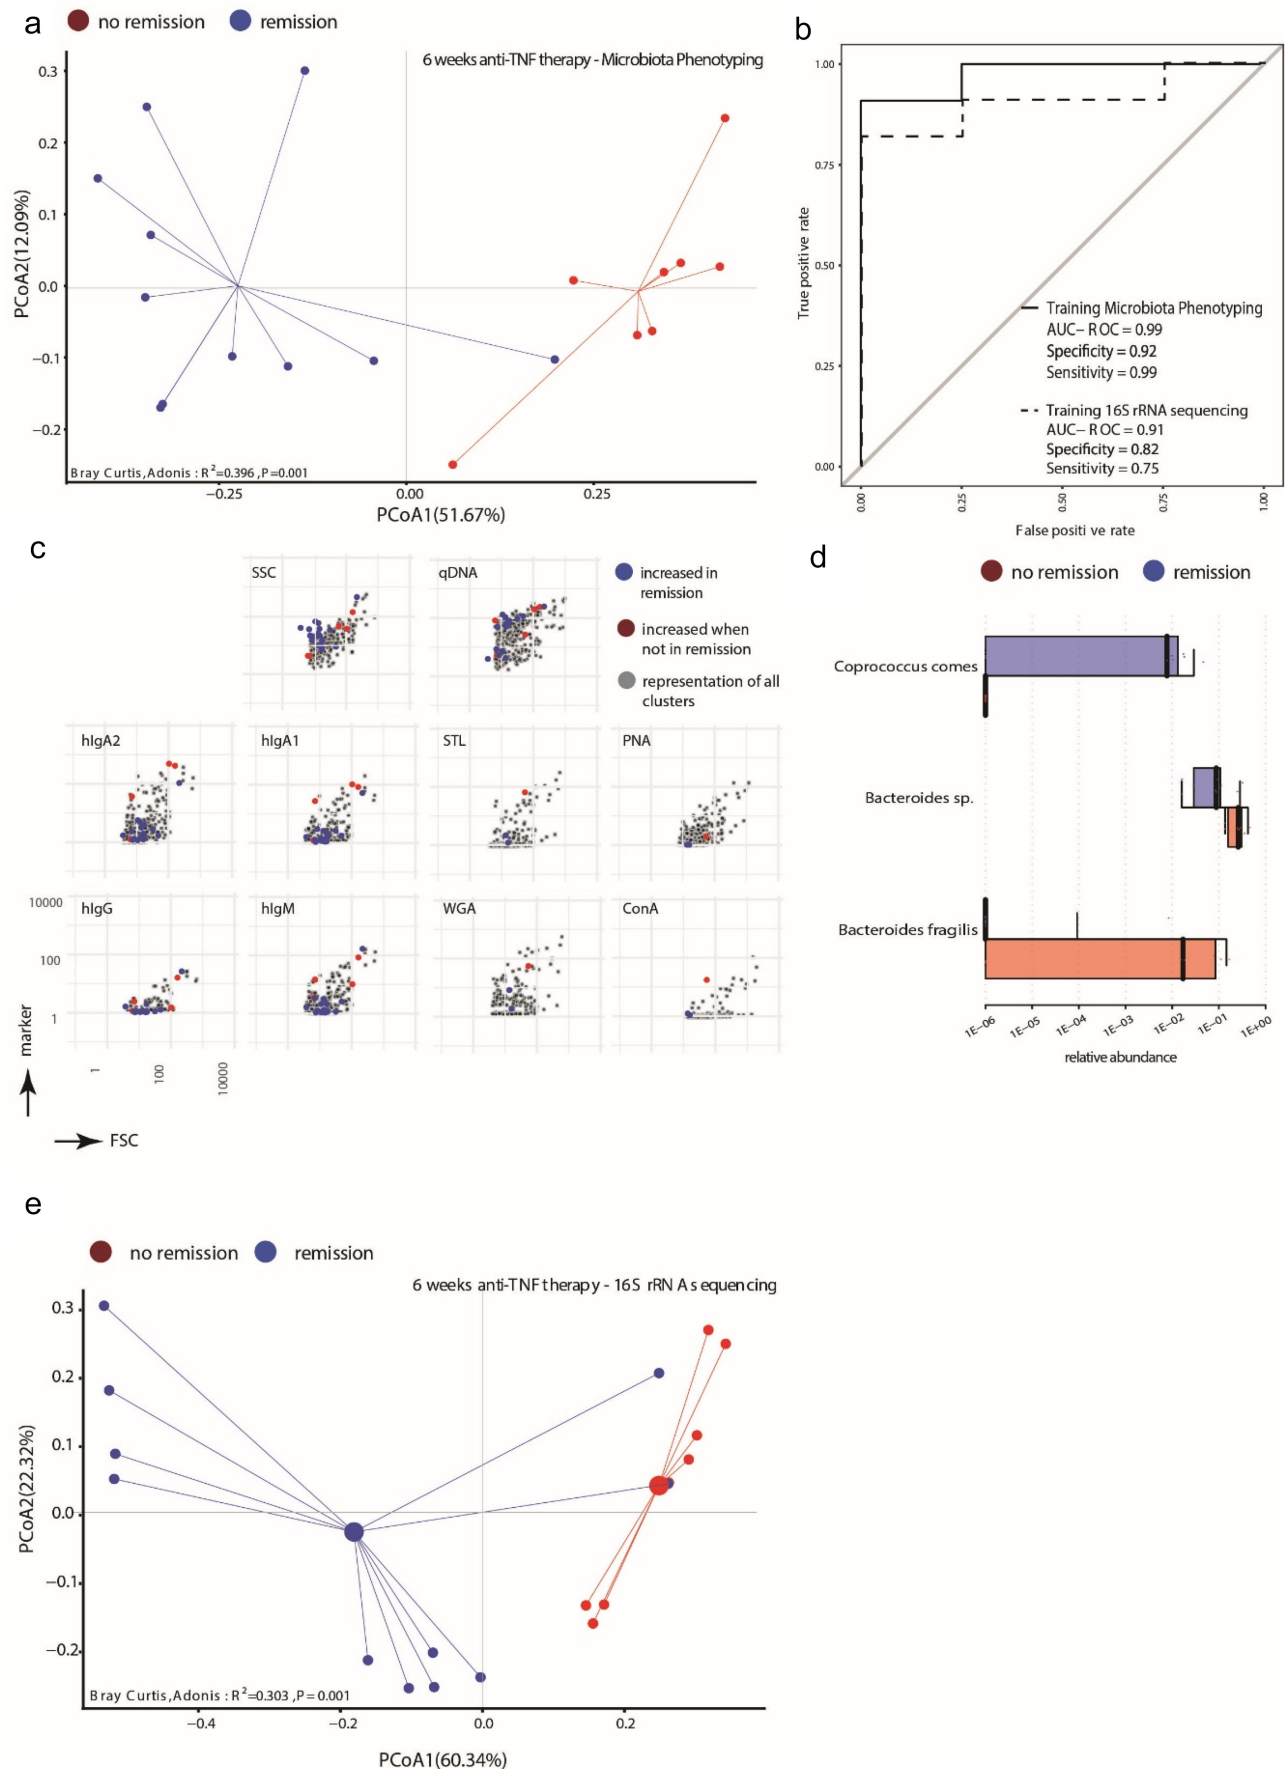 a
no remission
remission
6 weeks anti-TNF therapy - Microbiota Phenotyping
0.3
0.2
0.1
0.0
−0.1
−0.2
PCoA2(12.09%)
Bray Curtis,Adonis : R²=0.396 ,P=0.001
−0.25
0.00
0.25
PCoA1(51.67%)
b
1.00
0.75
0.50
0.25
0.00
True positive rate
Training Microbiota Phenotyping
AUC− ROC = 0.99
Specificity = 0.92
Sensitivity = 0.99
Training 16S rRNA sequencing
AUC− ROC = 0.91
Specificity = 0.82
Sensitivity = 0.75
0.00
0.25
0.50
0.75
1.00
False positi ve rate
c
SSC
qDNA
increased in
remission
increased when
not in remission
representation of all
clusters
hIgA2
hIgA1
STL
PNA
hIgG
hIgM
WGA
ConA
10000
100
1
marker
1
100
10000
FSC
d
no remission
remission
Coprococcus comes
Bacteroides sp.
Bacteroides fragilis
1E−06
1E−05
1E−04
1E−03
1E−02
1E−01
1E+00
relative abundance
e
no remission
remission
6 weeks anti-TNF therapy - 16S rRNA sequencing
0.3
0.2
0.1
0.0
−0.1
−0.2
PCoA2(22.32%)
Bray Curtis,Adonis : R²=0.303 ,P = 0.001
−0.4
−0.2
0.0
0.2
PCoA1(60.34%)